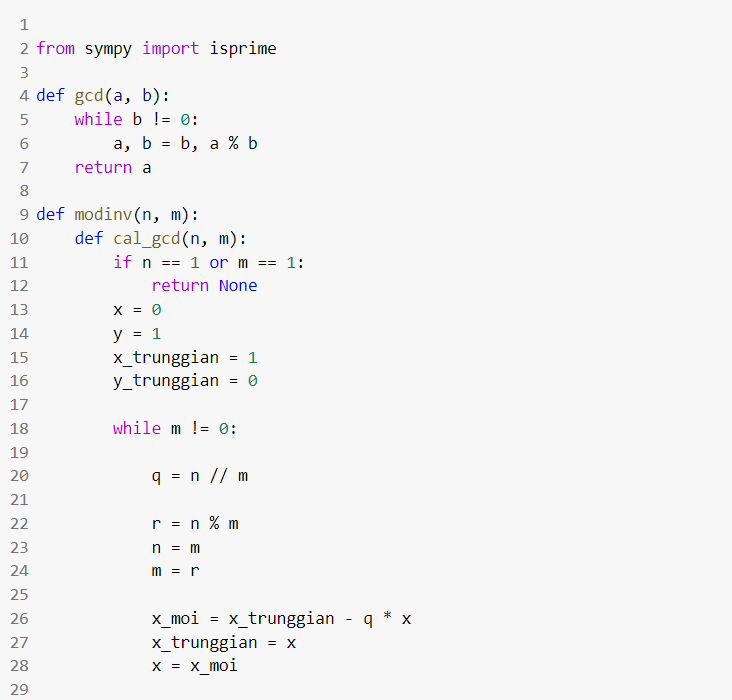 1
2 from sympy import isprime
3
4 def gcd(a, b):
5     while b != 0:
6         a, b = b, a % b
7     return a
8
9 def modinv(n, m):
10     def cal_gcd(n, m):
11         if n == 1 or m == 1:
12             return None
13         x = 0
14         y = 1
15         x_trunggian = 1
16         y_trunggian = 0
17
18         while m != 0:
19
20             q = n // m
21
22             r = n % m
23             n = m
24             m = r
25
26             x_moi = x_trunggian - q * x
27             x_trunggian = x
28             x = x_moi
29